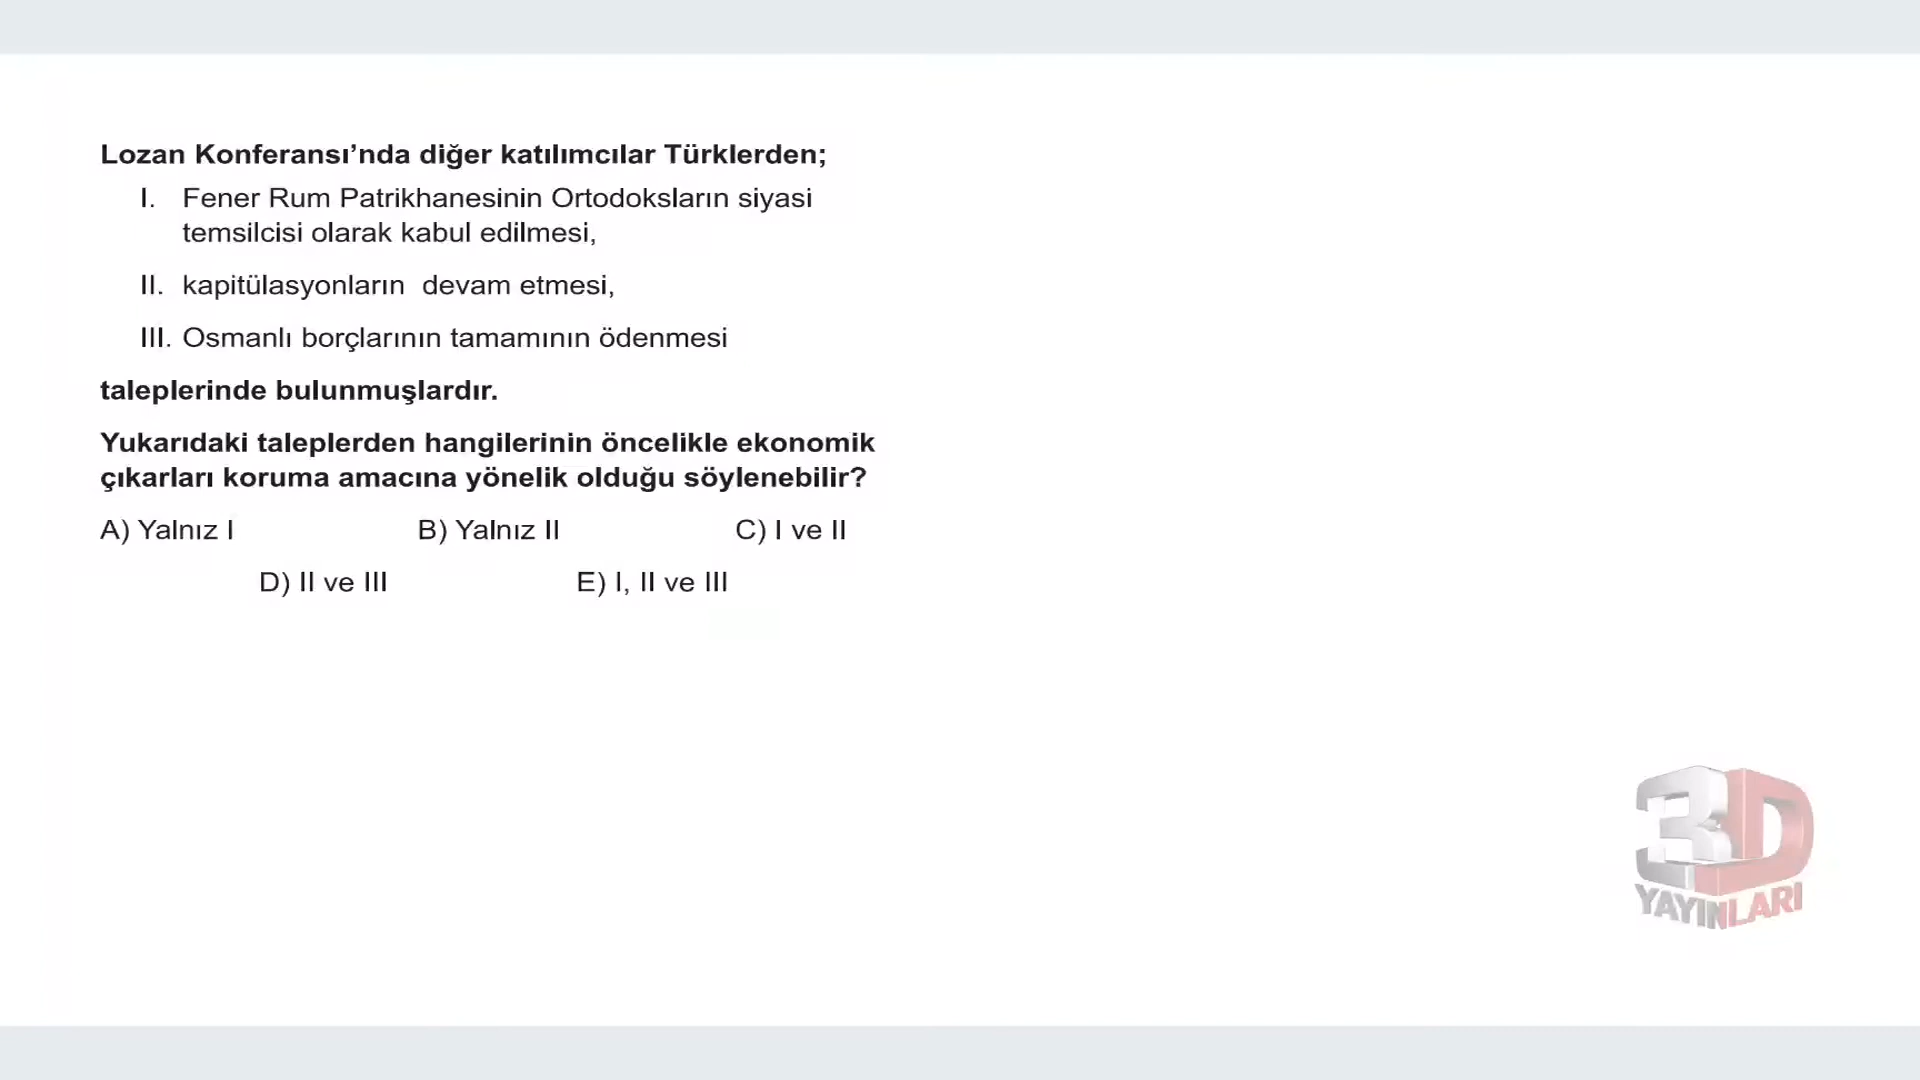 Lozan Konferansı’nda diğer katılımcılar Türklerden;
I. Fener Rum Patrikhanesinin Ortodoksların siyasi
temsilcisi olarak kabul edilmesi,
II. kapitülasyonların devam etmesi,
III. Osmanlı borçlarının tamamının ödenmesi
taleplerinde bulunmuşlardır.
Yukarıdaki taleplerden hangilerinin öncelikle ekonomik
çıkarları koruma amacına yönelik olduğu söylenebilir?
A) Yalnız I B) Yalnız II C) I ve II
D) II ve III E) I, II ve III
3D
YAYINLARI